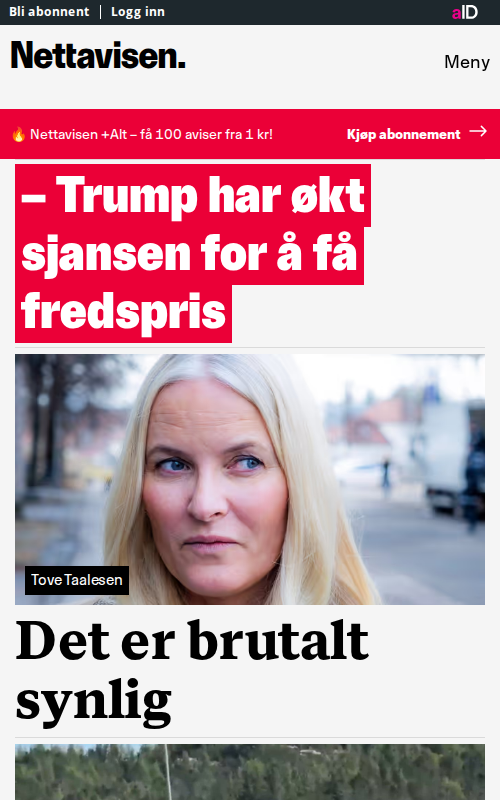 Bli abonnent | Logg inn
aID
Nettavisen.
Meny
🔥 Nettavisen +Alt – få 100 aviser fra 1 kr!
Kjøp abonnement →
– Trump har økt
sjansen for å få
fredspris
Tove Taalesen
Det er brutalt
synlig